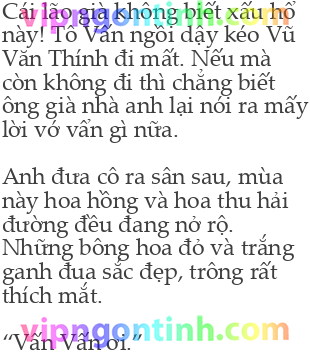 Cái lão già không biết xấu hổ
này! Tô Vấn ngồi dậy kéo Vũ
Văn Thính đi mất. Nếu mà
còn không đi thì chẳng biết
ông già nhà anh lại nói ra mấy
lời vớ vẩn gì nữa.
Anh đưa cô ra sân sau, mùa
này hoa hồng và hoa thu hải
đường đều đang nở rộ.
Những bông hoa đỏ và trắng
ganh đua sắc đẹp, trông rất
thích mắt.
“Vấn Vấn ơi.”
vipngontinh.com
vipngontinh.com